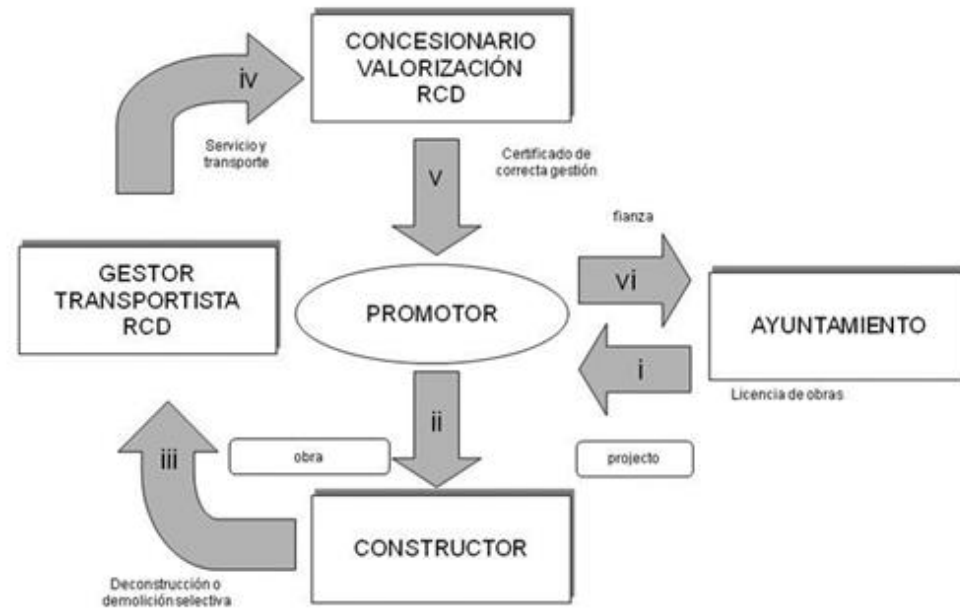 CONCESIONARIO
VALORIZACIÓN
RCD
iv
Servicio y
transporte
v
Certificado de
correcta gestión
fianza
GESTOR
TRANSPORTISTA
RCD
PROMOTOR
vi
AYUNTAMIENTO
i
Licencia de obras
ii
iii
obra
projecto
CONSTRUCTOR
Deconstrucción o
demolición selectiva